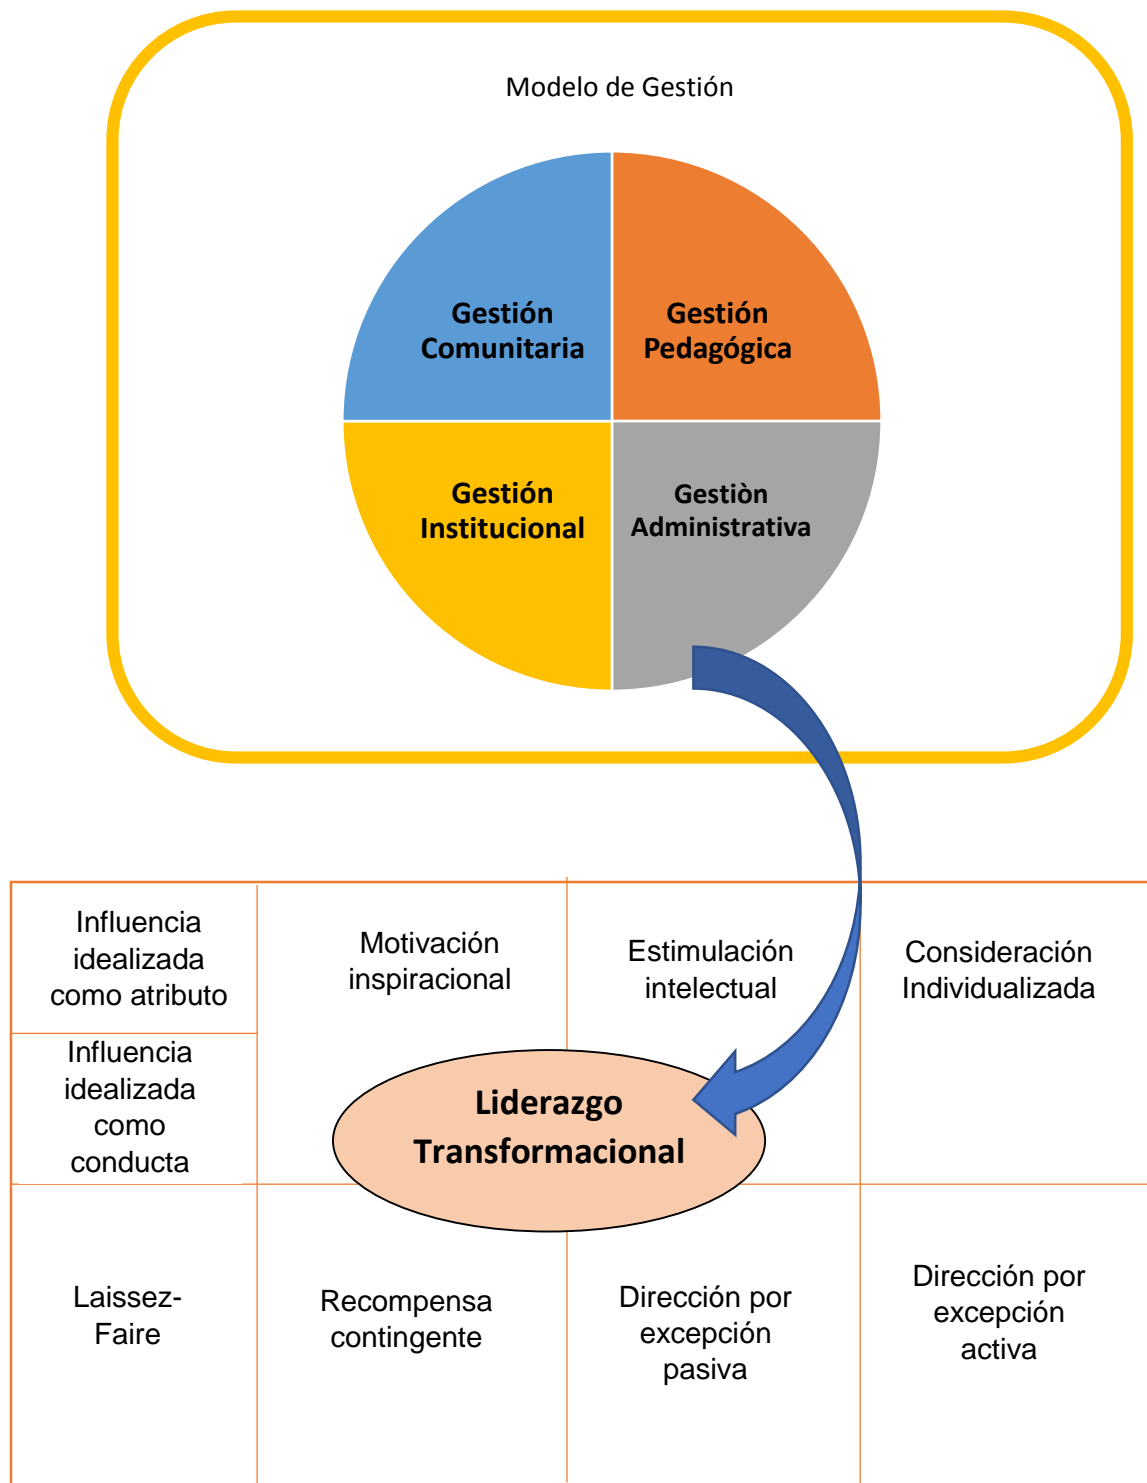 Modelo de Gestión
Gestión
Comunitaria
Gestión
Pedagógica
Gestión
Institucional
Gestiòn
Administrativa
Influencia
idealizada
como atributo
Motivación
inspiracional
Estimulación
intelectual
Consideración
Individualizada
Influencia
idealizada
como
conducta
Liderazgo
Transformacional
Laissez-
Faire
Recompensa
contingente
Dirección por
excepción
pasiva
Dirección por
excepción
activa